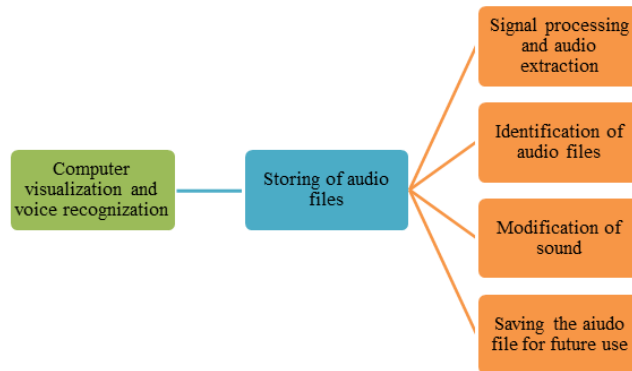 Signal processing
and audio
extraction
Computer
visualization and
voice recognization
Storing of audio
files
Identification of
audio files
Modification of
sound
Saving the aiudo
file for future use